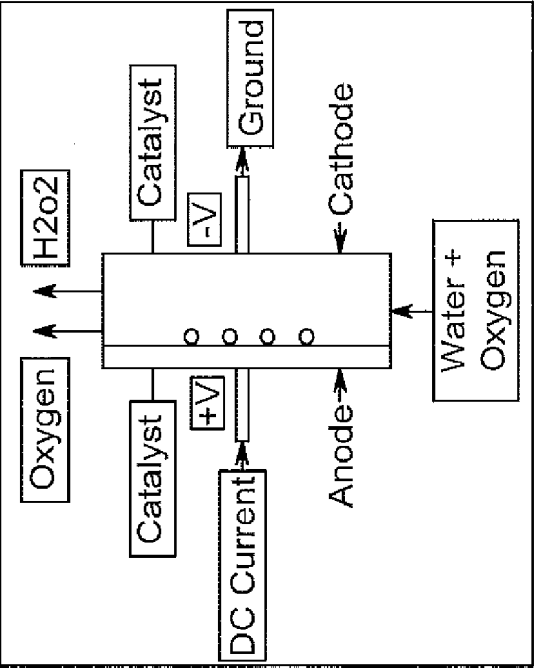 Oxygen
H2o2
Catalyst
Catalyst
+V
-V
DC Current
Ground
Anode
Cathode
Water +
Oxygen